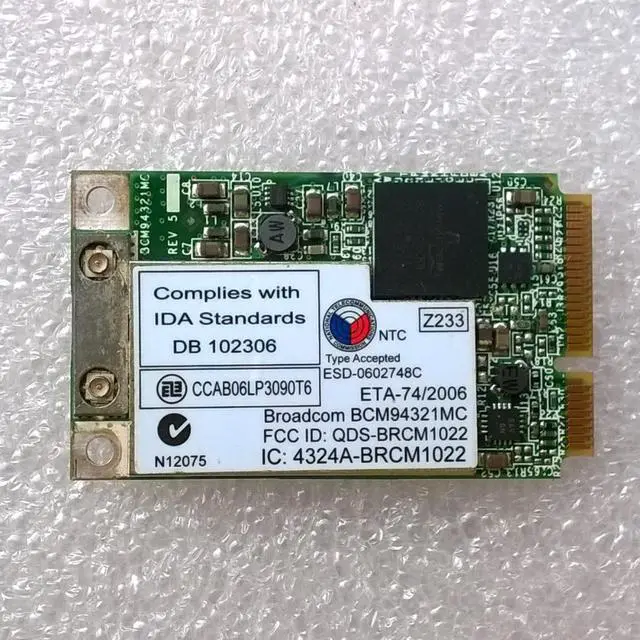 BCM94321MC
REV 5
AW
Complies with
IDA Standards
DB 102306
NTC
Type Accepted
ESD-0602748C
Z233
CCAB06LP3090T6
ETA-74/2006
Broadcom BCM94321MC
FCC ID: QDS-BRCM1022
IC: 4324A-BRCM1022
N12075